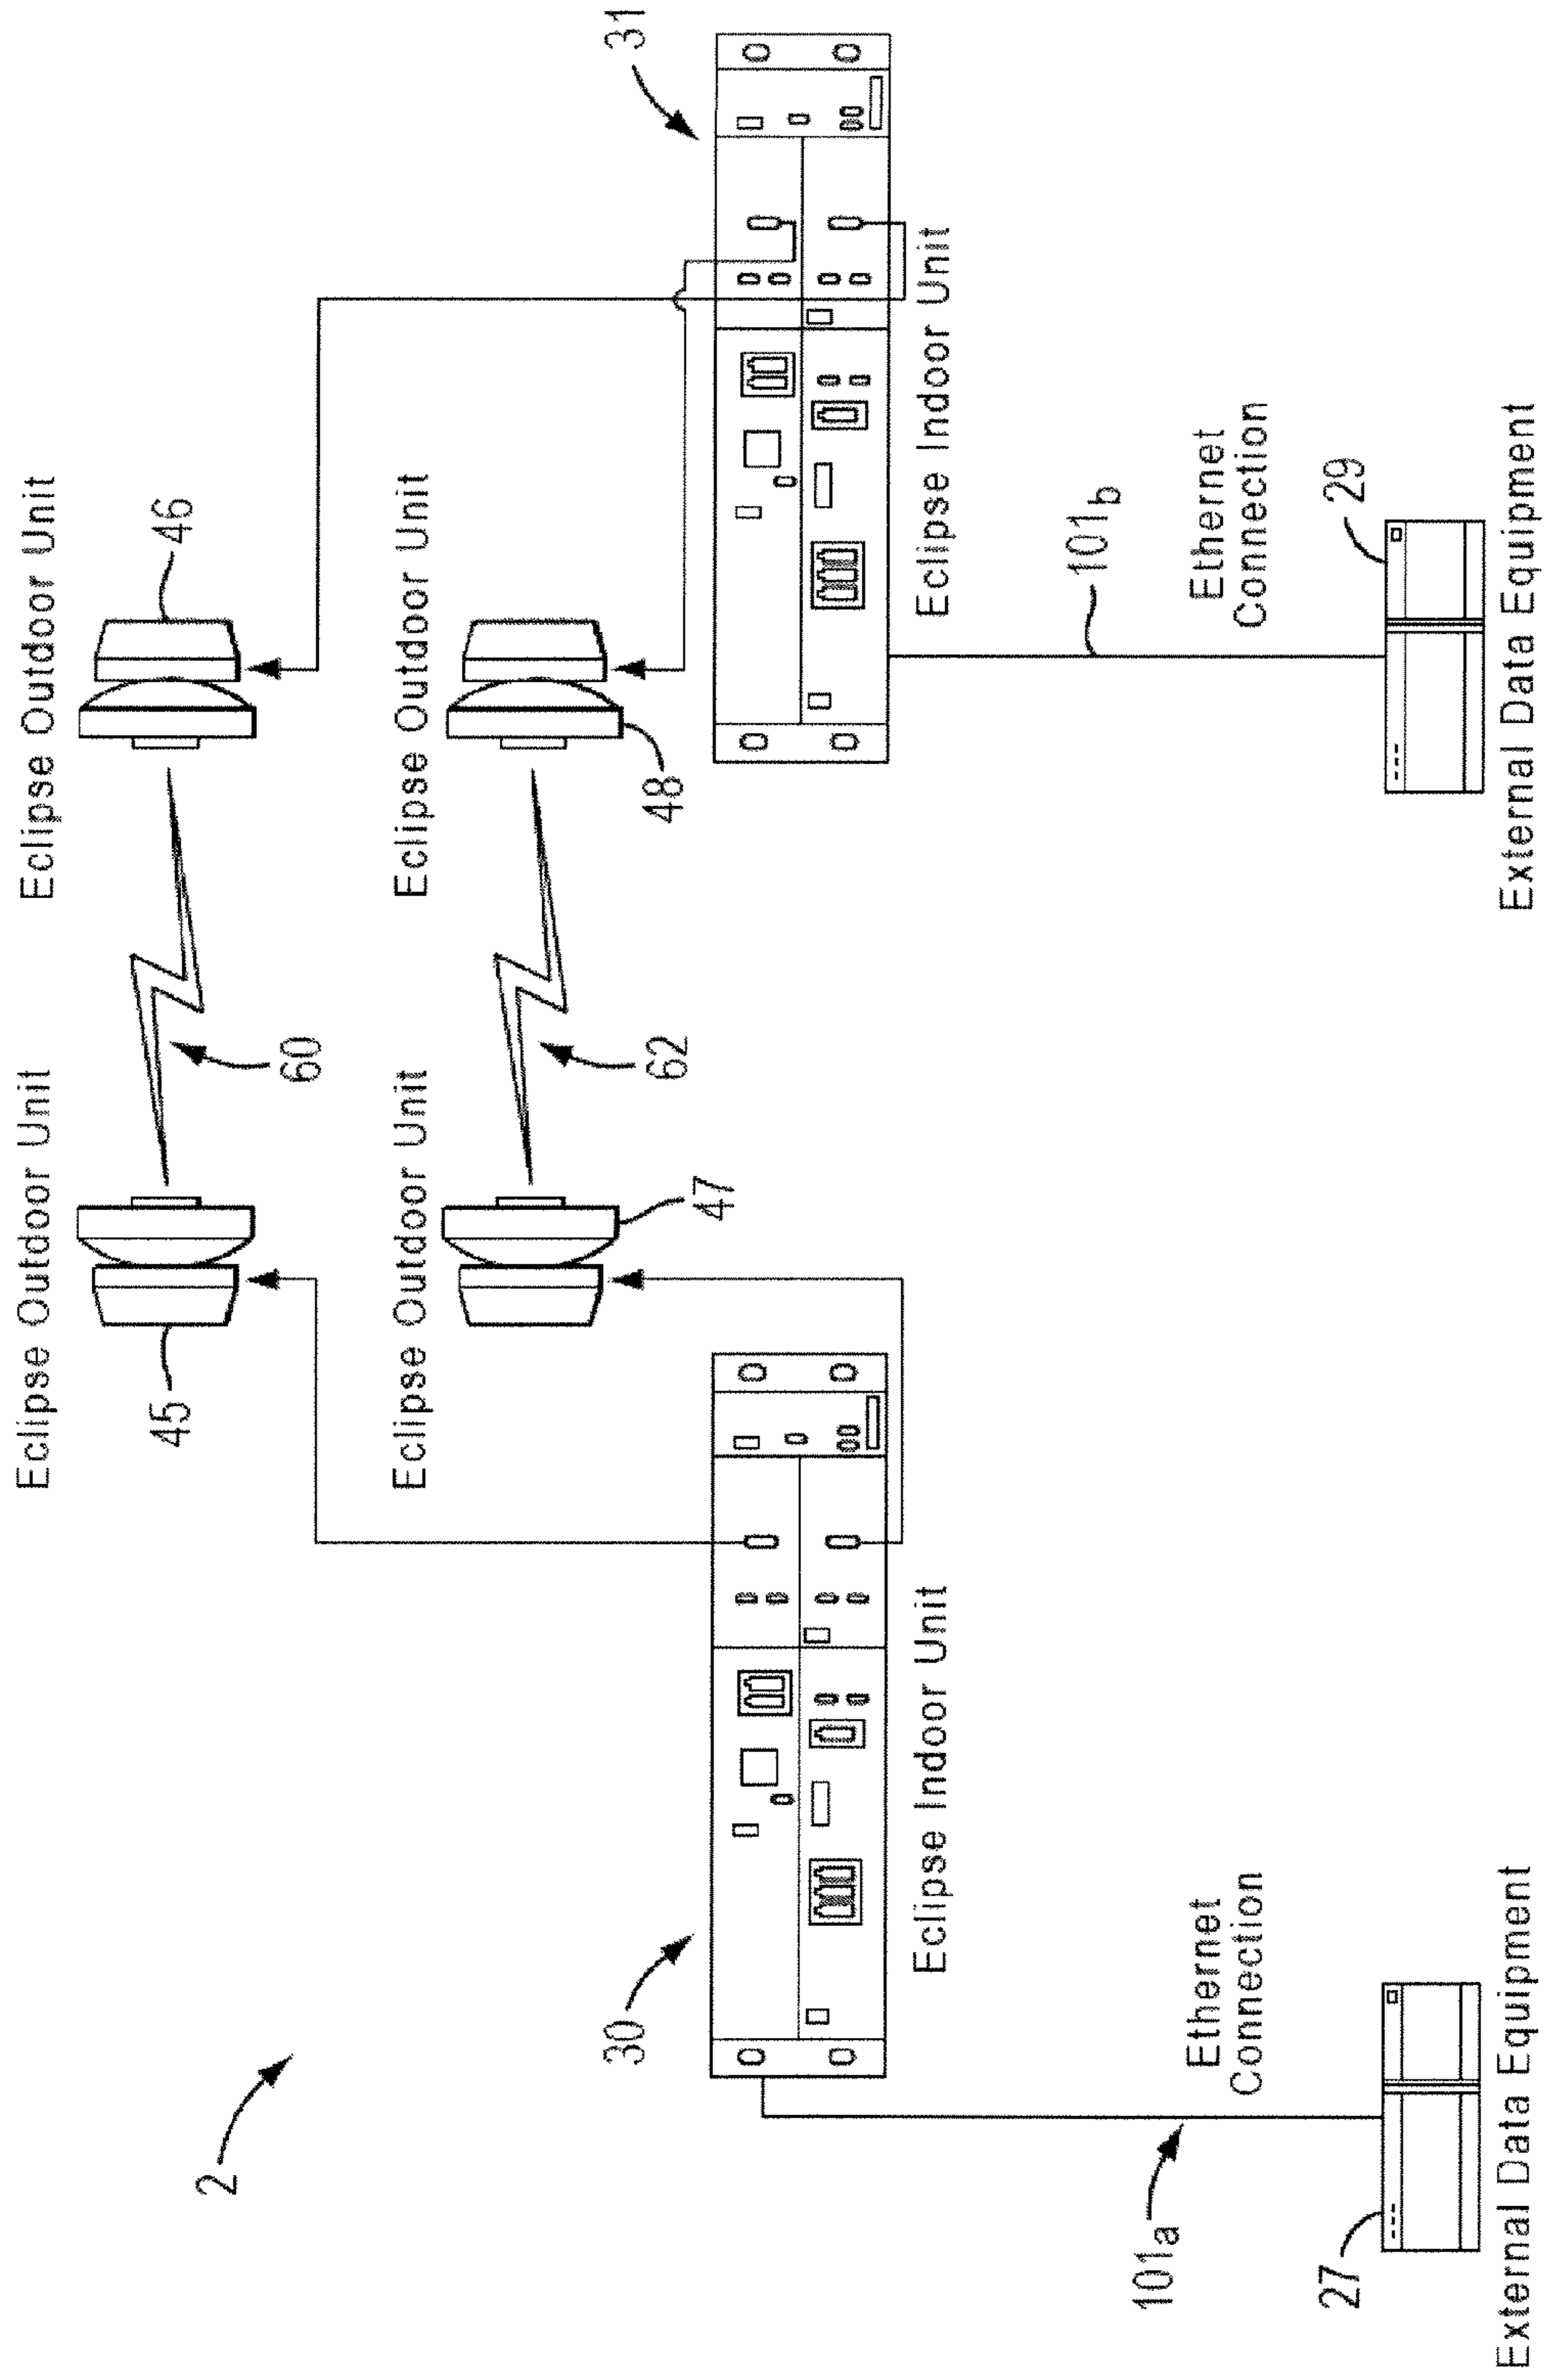 Eclipse Outdoor Unit
Eclipse Outdoor Unit
45
46
60
Eclipse Outdoor Unit
Eclipse Outdoor Unit
47
48
62
2
30
31
Eclipse Indoor Unit
Eclipse Indoor Unit
101a
Ethernet
Connection
101b
Ethernet
Connection
27
29
External Data Equipment
External Data Equipment